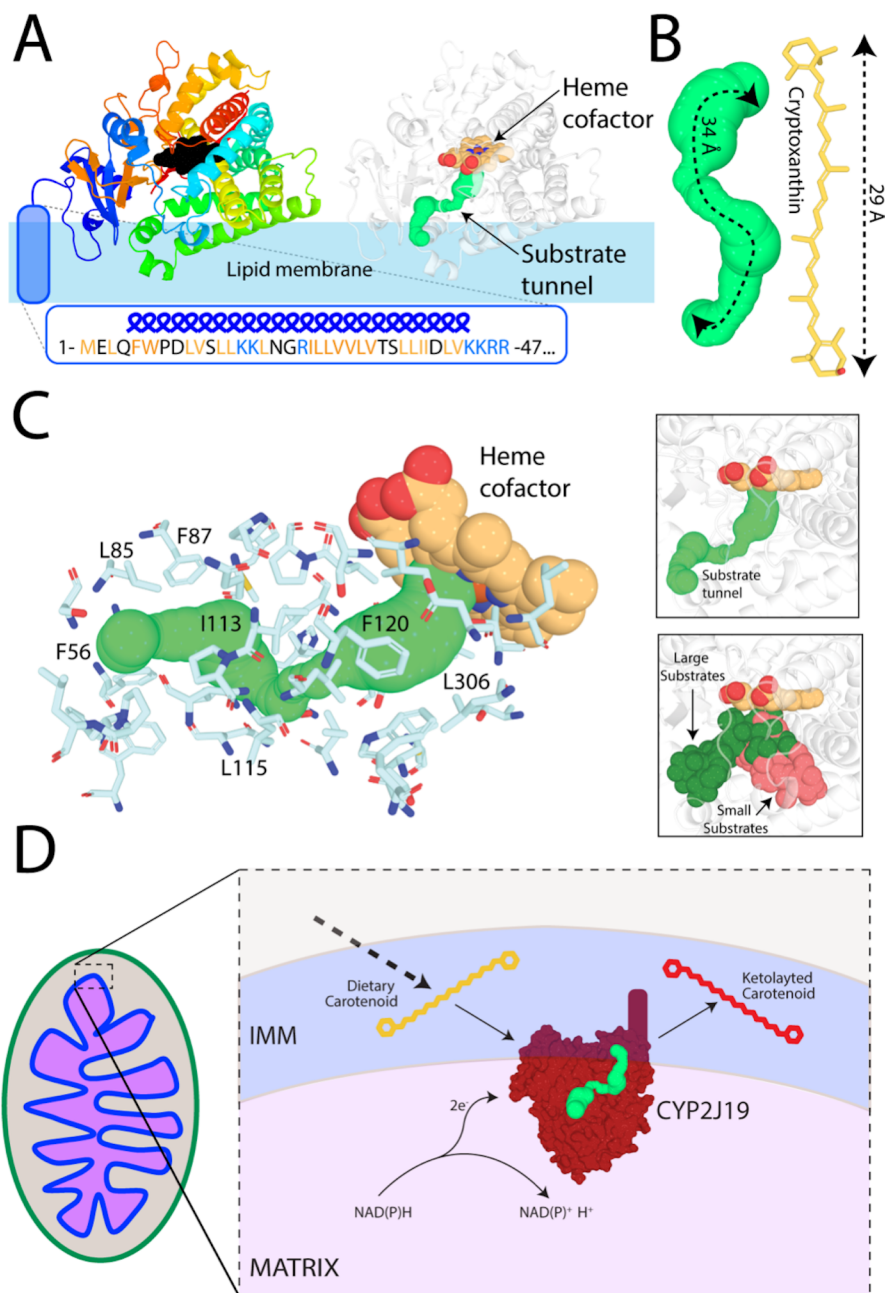 A
Heme
cofactor
Lipid membrane
Substrate
tunnel
1- MELQFWPDLVSLLKKLNGRILLVVLVTSLLIIDLVKKRR -47...
B
34 Å
Cryptoxanthin
29 A
C
Heme
cofactor
F87
L85
I113
F120
F56
L306
L115
Substrate
tunnel
Large
Substrates
Small
Substrates
D
Dietary
Carotenoid
Ketolayted
Carotenoid
IMM
2e-
CYP2J19
NAD(P)H
NAD(P)+ H+
MATRIX